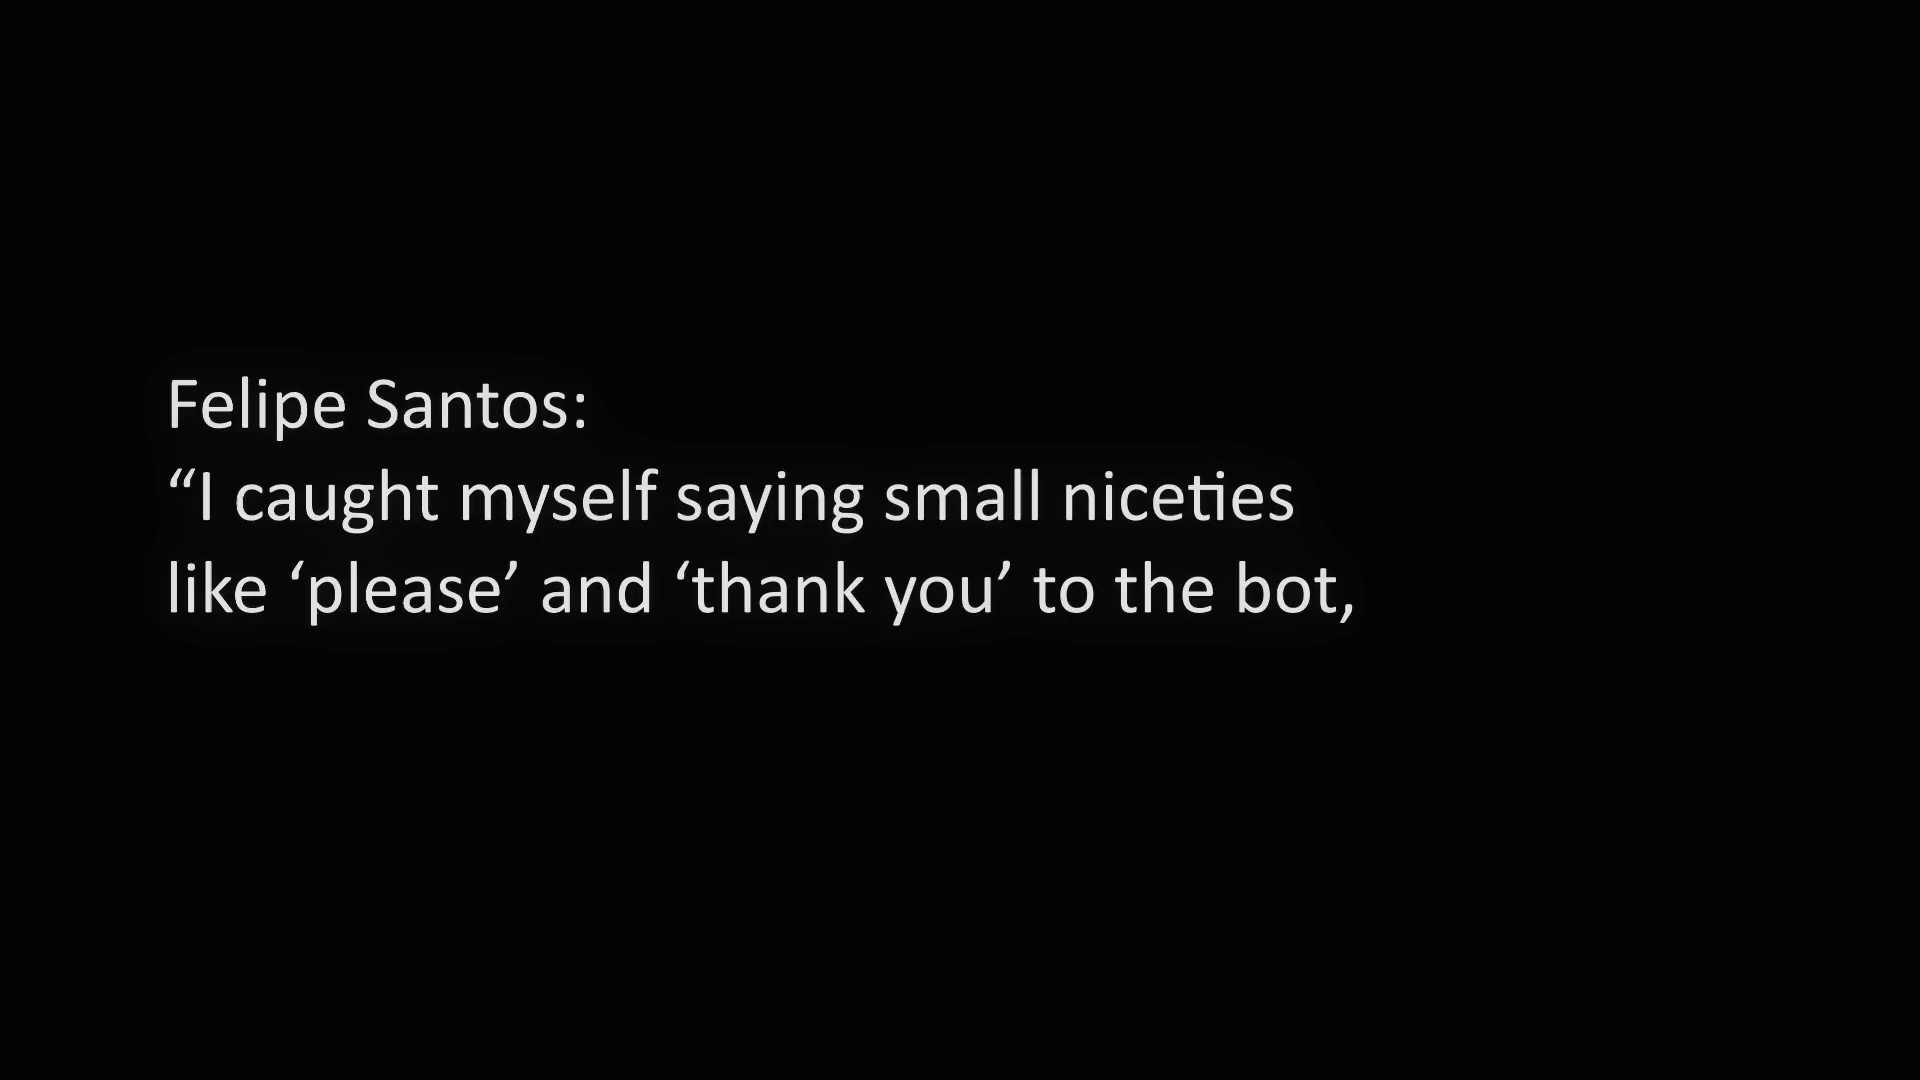 Felipe Santos:
“I caught myself saying small niceties
like ‘please’ and ‘thank you’ to the bot,